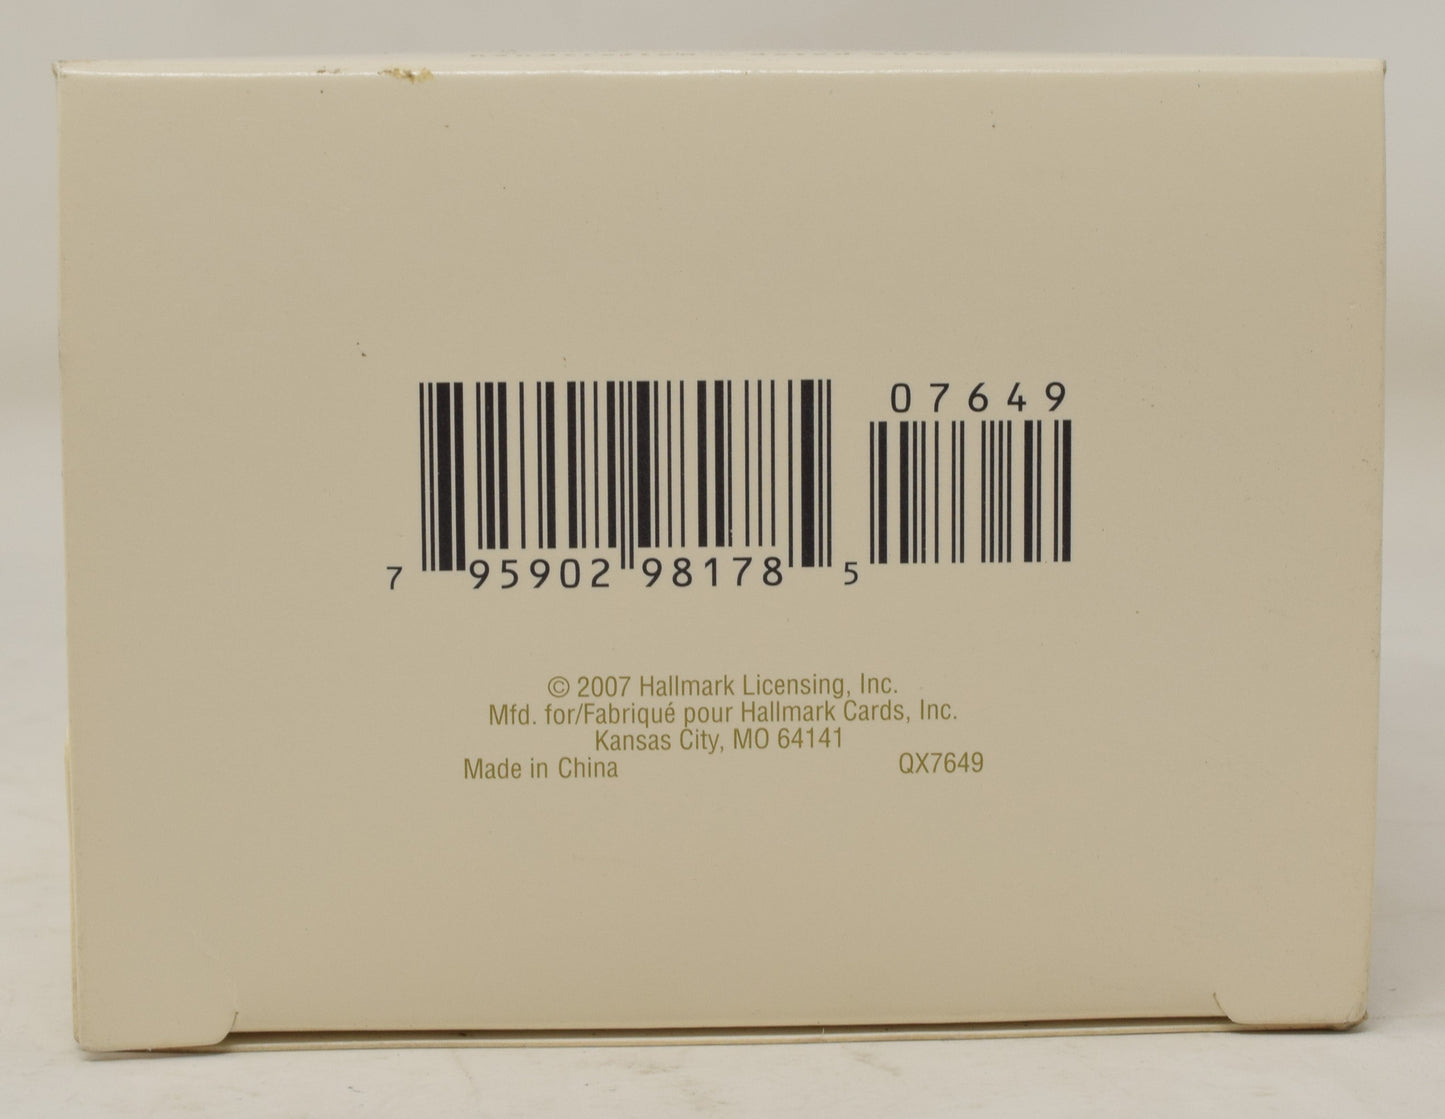 07649
7 95902 98178 5
© 2007 Hallmark Licensing, Inc.
Mfd. for/Fabriqué pour Hallmark Cards, Inc.
Kansas City, MO 64141
Made in China QX7649